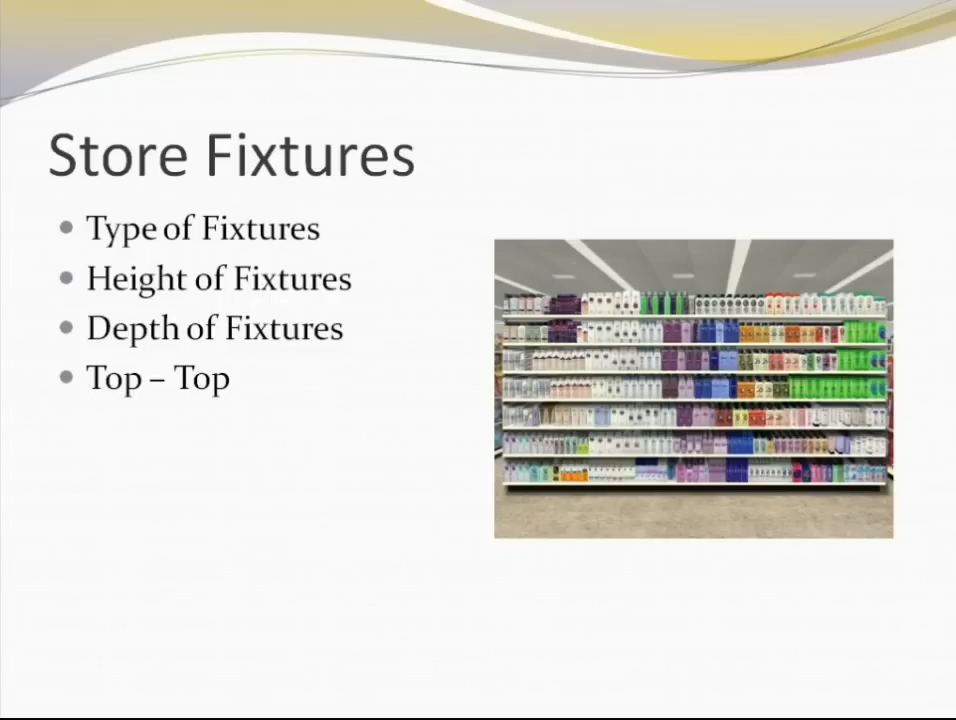 Store Fixtures
Type of Fixtures
Height of Fixtures
Depth of Fixtures
Top – Top